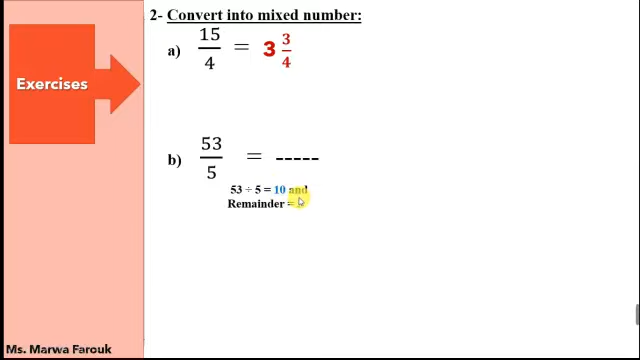 2- Convert into mixed number:
Exercises
a) 15/4 = 3 3/4
b) 53/5 = -----
53 ÷ 5 = 10 and
Remainder =
Ms. Marwa Farouk